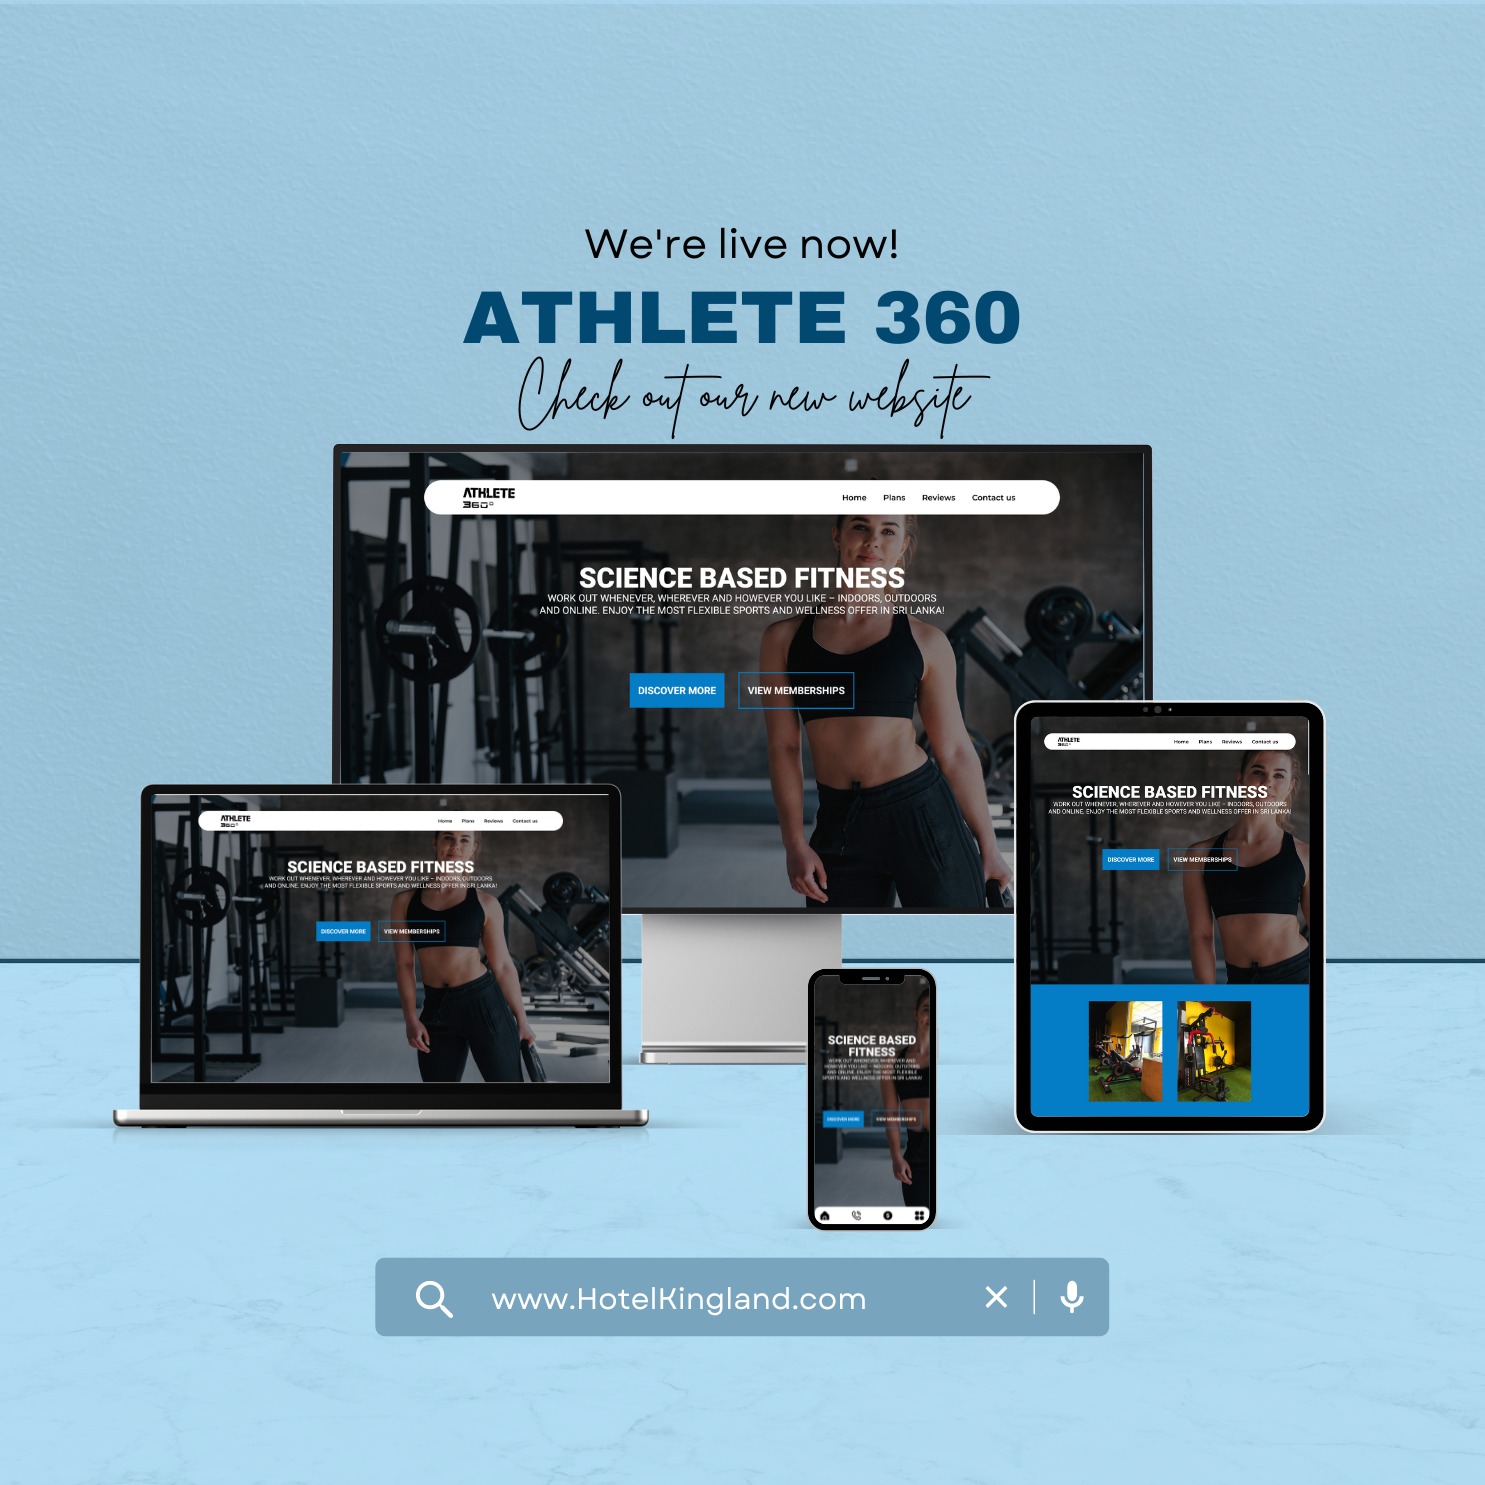 We're live now!
ATHLETE 360
Check out our new website
ATHLETE
360°
Home Plans Reviews Contact us
SCIENCE BASED FITNESS
WORK OUT WHENEVER, WHEREVER AND HOWEVER YOU LIKE – INDOORS, OUTDOORS
AND ONLINE. ENJOY THE MOST FLEXIBLE SPORTS AND WELLNESS OFFER IN SRI LANKA!
DISCOVER MORE VIEW MEMBERSHIPS
ATHLETE
360°
Home Plans Reviews Contact us
SCIENCE BASED FITNESS
WORK OUT WHENEVER, WHEREVER AND HOWEVER YOU LIKE – INDOORS, OUTDOORS
AND ONLINE. ENJOY THE MOST FLEXIBLE SPORTS AND WELLNESS OFFER IN SRI LANKA!
DISCOVER MORE VIEW MEMBERSHIPS
ATHLETE
360°
Home Plans Reviews Contact us
SCIENCE BASED FITNESS
WORK OUT WHENEVER, WHEREVER AND HOWEVER YOU LIKE – INDOORS, OUTDOORS
AND ONLINE. ENJOY THE MOST FLEXIBLE SPORTS AND WELLNESS OFFER IN SRI LANKA!
DISCOVER MORE VIEW MEMBERSHIPS
SCIENCE BASED
FITNESS
WORK OUT WHENEVER, WHEREVER AND
HOWEVER YOU LIKE – INDOORS, OUTDOORS
AND ONLINE. ENJOY THE MOST FLEXIBLE
SPORTS AND WELLNESS OFFER IN SRI LANKA!
DISCOVER MORE VIEW MEMBERSHIPS
www.HotelKingland.com